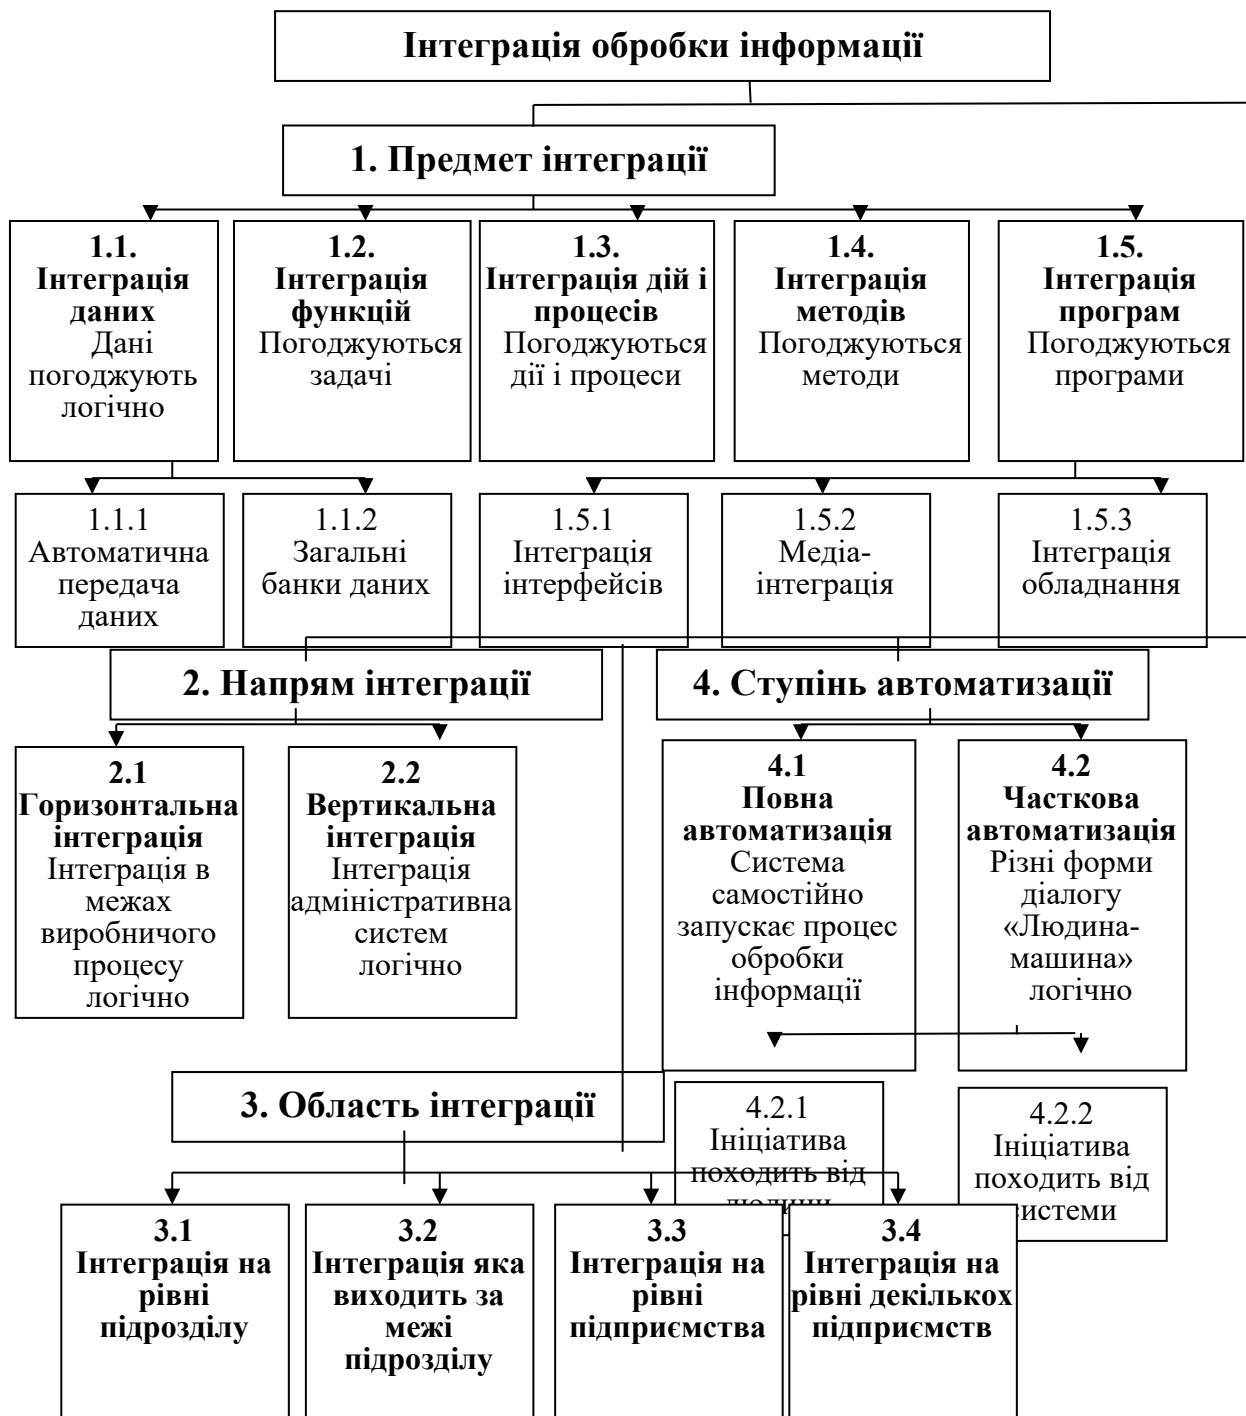 Інтеграція обробки інформації
1. Предмет інтеграції
1.1.
Інтеграція
даних
Дані
погоджують
логічно
1.2.
Інтеграція
функцій
Погоджуються
задачі
1.3.
Інтеграція дій і
процесів
Погоджуються
дії і процеси
1.4.
Інтеграція
методів
Погоджуються
методи
1.5.
Інтеграція
програм
Погоджуються
програми
1.1.1
Автоматична
передача
даних
1.1.2
Загальні
банки даних
1.5.1
Інтеграція
інтерфейсів
1.5.2
Медіа-
інтеграція
1.5.3
Інтеграція
обладнання
2. Напрям інтеграції
4. Ступінь автоматизації
2.1
Горизонтальна
інтеграція
Інтеграція в
межах
виробничого
процесу
логічно
2.2
Вертикальна
інтеграція
Інтеграція
адміністративна
систем
логічно
4.1
Повна
автоматизація
Система
самостійно
запускає процес
обробки
інформації
4.2
Часткова
автоматизація
Різні форми
діалогу
«Людина-
машина»
логічно
3. Область інтеграції
4.2.1
Ініціатива
походить від
людини
4.2.2
Ініціатива
походить від
системи
3.1
Інтеграція на
рівні
підрозділу
3.2
Інтеграція яка
виходить за
межі
підрозділу
3.3
Інтеграція на
рівні
підприємства
3.4
Інтеграція на
рівні декількох
підприємств